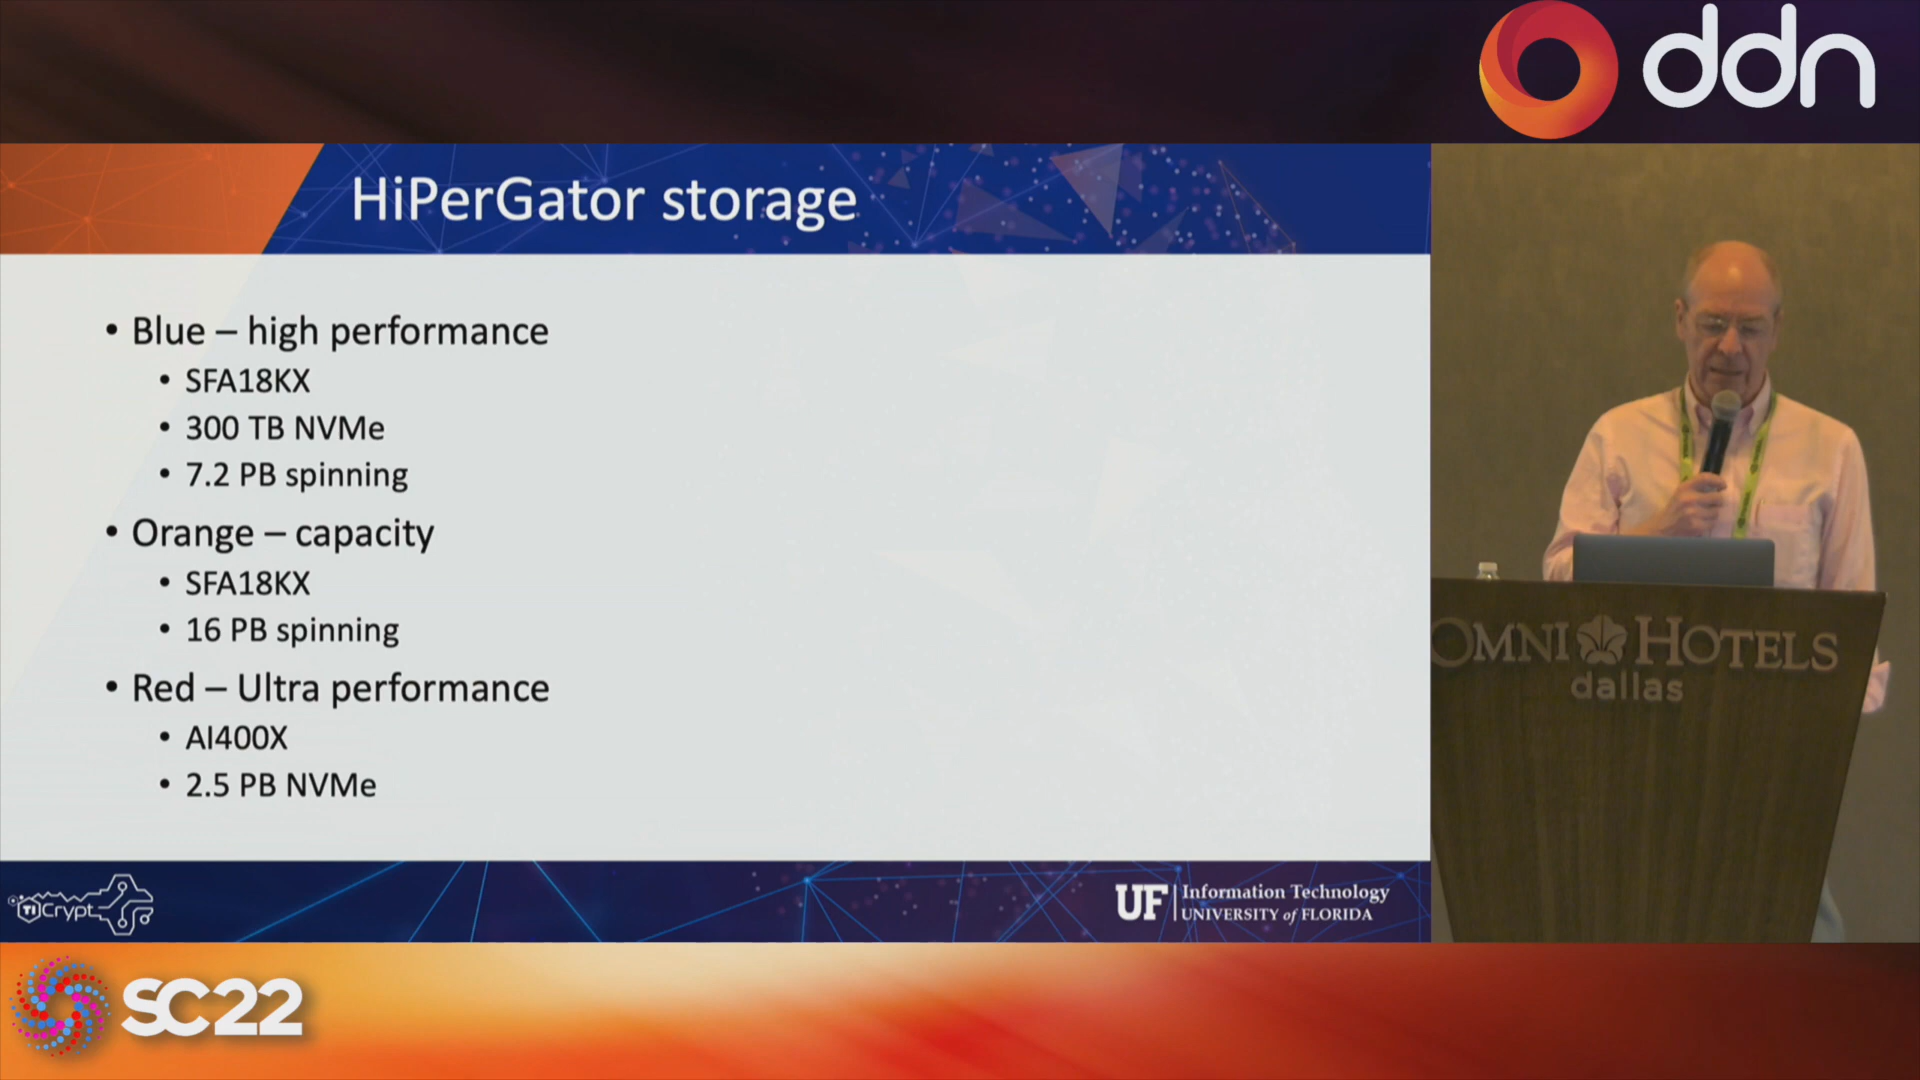 ddn
HiPerGator storage
• Blue – high performance
• SFA18KX
• 300 TB NVMe
• 7.2 PB spinning
• Orange – capacity
• SFA18KX
• 16 PB spinning
• Red – Ultra performance
• AI400X
• 2.5 PB NVMe
OMNI HOTELS
dallas
TiCrypt
UF Information Technology
UNIVERSITY of FLORIDA
SC22